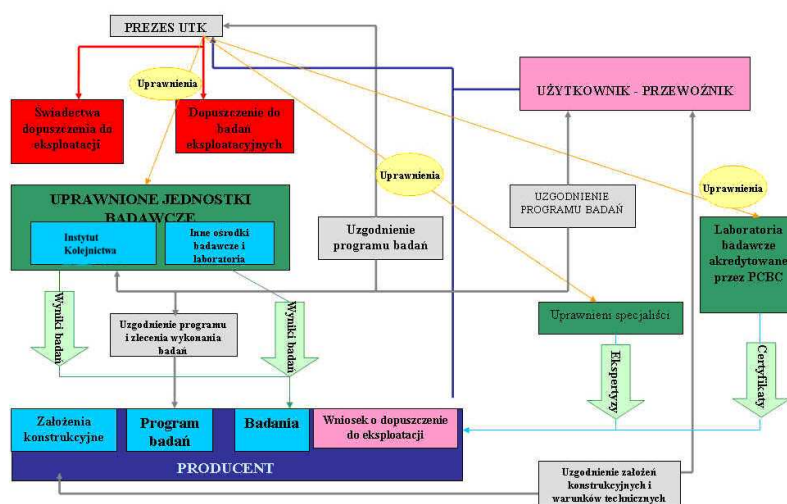 PREZES UTK
Uprawnienia
UŻYTKOWNIK - PRZEWOŹNIK
Świadectwa
dopuszczenia do
eksploatacji
Dopuszczenie do
badań
eksploatacyjnych
Uprawnienia
Uprawnienia
UPRAWNIONE JEDNOSTKI
BADAWCZE
Instytut
Kolejnictwa
Inne ośrodki
badawcze i
laboratoria
Uzgodnienie
programu badań
UZGODNIENIE
PROGRAMU BADAŃ
Laboratoria
badawcze
akredytowane
przez PCBC
Wyniki badań
Uzgodnienie programu
i zlecenia wykonania
badań
Wyniki badań
Uprawnieni specjaliści
Ekspertyzy
Certyfikaty
Założenia
konstrukcyjne
Program
badań
Badania
Wniosek o dopuszczenie
do eksploatacji
PRODUCENT
Uzgodnienie założeń
konstrukcyjnych i
warunków technicznych